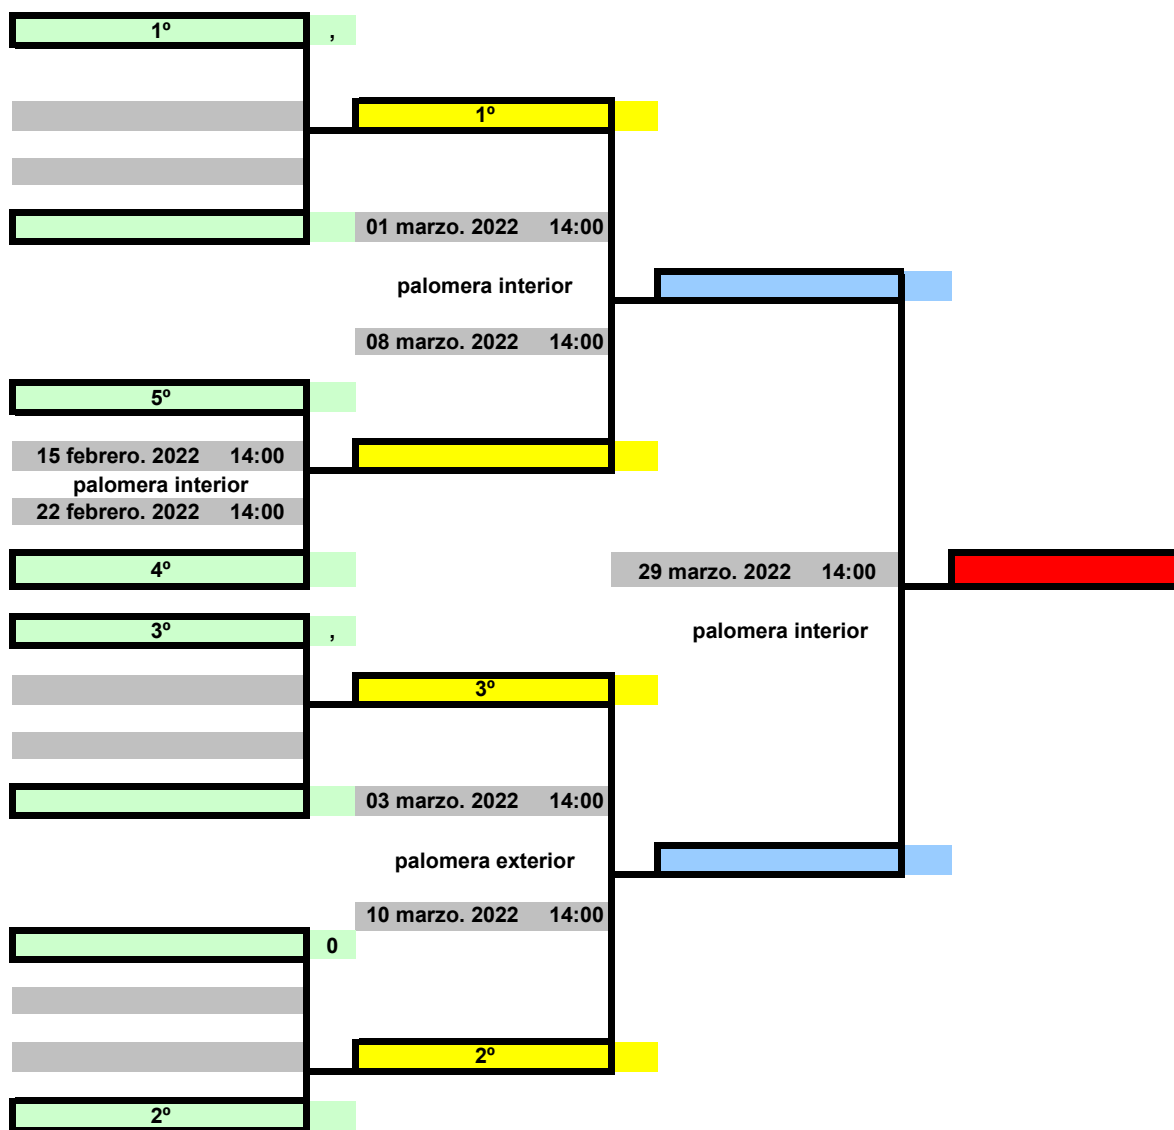 1º ,
1º
01 marzo. 2022 14:00
palomera interior
08 marzo. 2022 14:00
5º
15 febrero. 2022 14:00
palomera interior
22 febrero. 2022 14:00
4º
29 marzo. 2022 14:00
palomera interior
3º ,
3º
03 marzo. 2022 14:00
palomera exterior
10 marzo. 2022 14:00
0
2º
2º